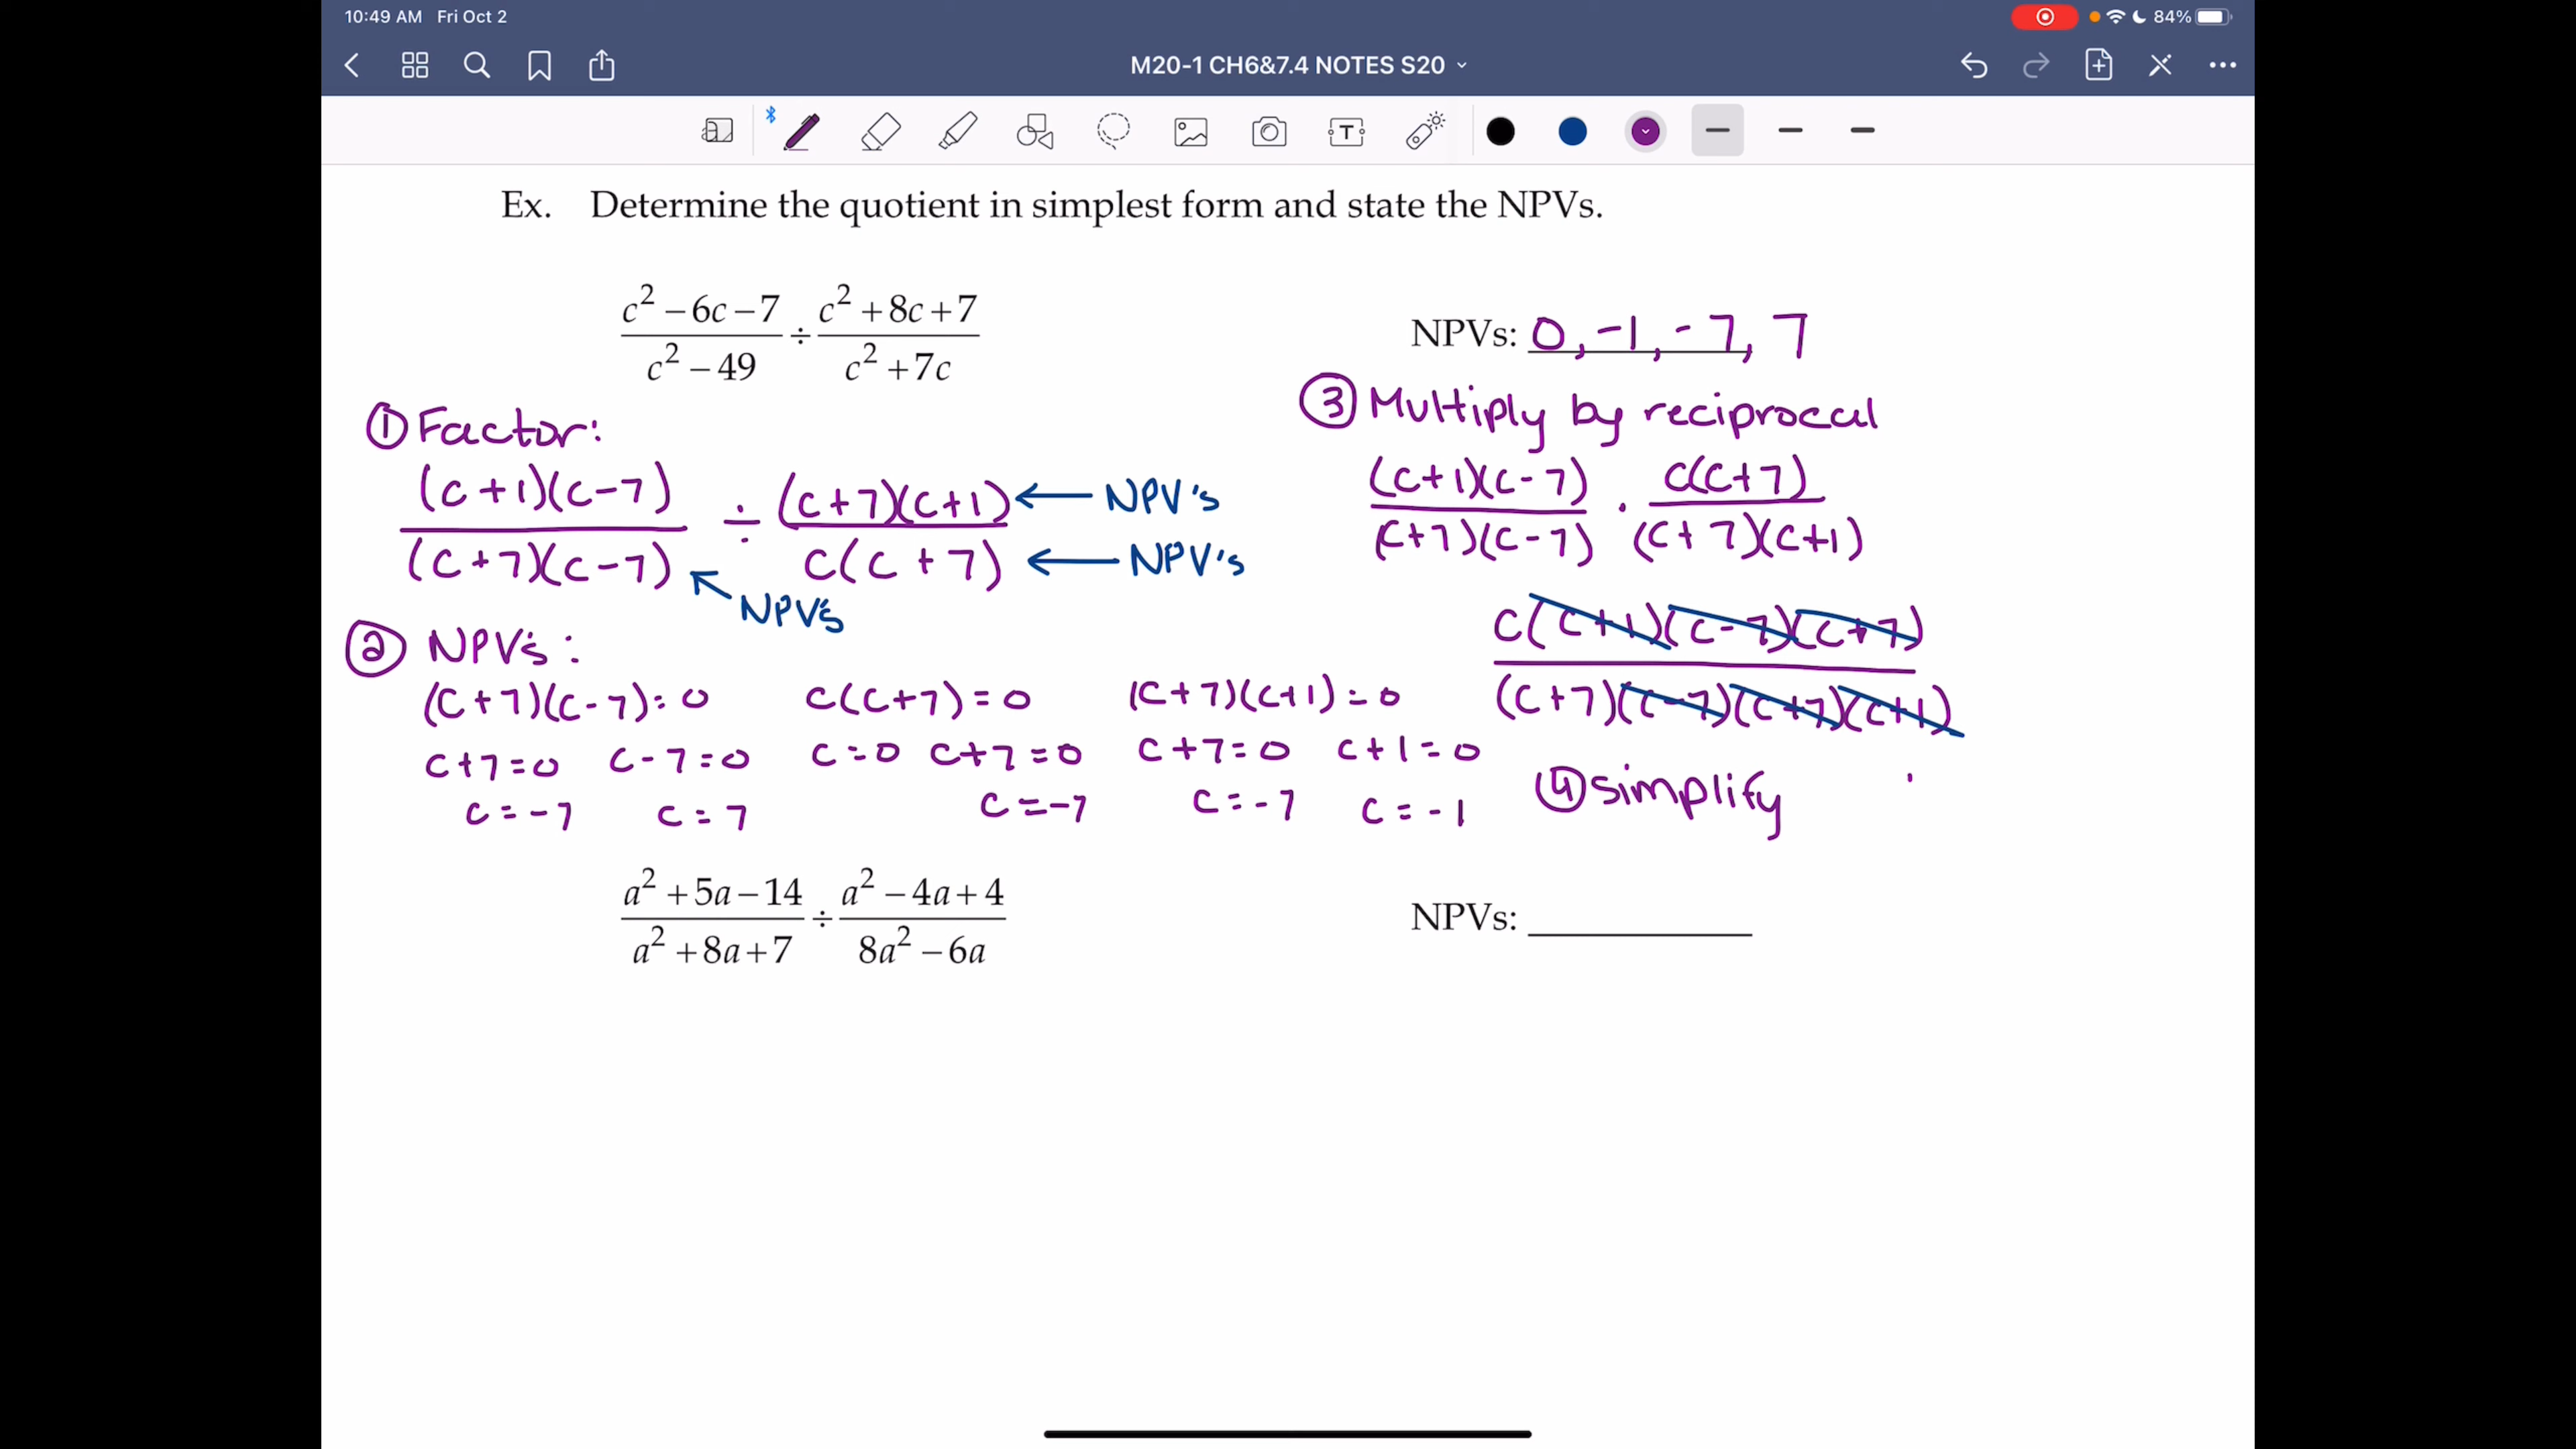 10:49 AM Fri Oct 2
84%
M20-1 CH6&7.4 NOTES S20
T
Ex. Determine the quotient in simplest form and state the NPVs.
c² − 6c − 7 / c² − 49 ÷ c² + 8c + 7 / c² + 7c
NPVs: 0, -1, -7, 7
① Factor:
(c+1)(c-7) / (c+7)(c-7) ÷ (c+7)(c+1) / c(c+7)
← NPV's
← NPV's
↖ NPV's
② NPV's:
(c+7)(c-7)=0 c(c+7)=0 (c+7)(c+1)=0
c+7=0 c-7=0 c=0 c+7=0 c+7=0 c+1=0
c=-7 c=7 c=-7 c=-7 c=-1
③ Multiply by reciprocal
(c+1)(c-7) / (c+7)(c-7) · c(c+7) / (c+7)(c+1)
c(c+1)(c-7)(c+7) / (c+7)(c-7)(c+7)(c+1)
④ simplify
a² + 5a − 14 / a² + 8a + 7 ÷ a² − 4a + 4 / 8a² − 6a
NPVs: ___________